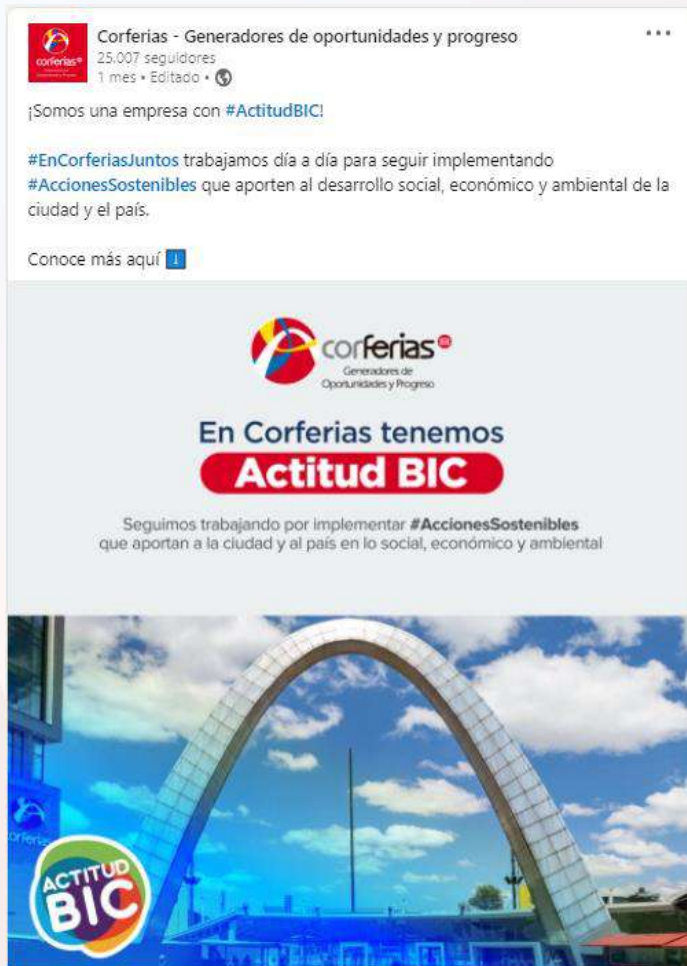 corferias
Corferias - Generadores de oportunidades y progreso
25.007 seguidores
1 mes • Editado •
¡Somos una empresa con #ActitudBIC!
#EnCorferiasJuntos trabajamos día a día para seguir implementando
#AccionesSostenibles que aporten al desarrollo social, económico y ambiental de la
ciudad y el país.
Conoce más aquí ⬇️
corferias
Generadores de
Oportunidades y Progreso
En Corferias tenemos
Actitud BIC
Seguimos trabajando por implementar #AccionesSostenibles
que aportan a la ciudad y al país en lo social, económico y ambiental
corferias
ACTITUD
BIC